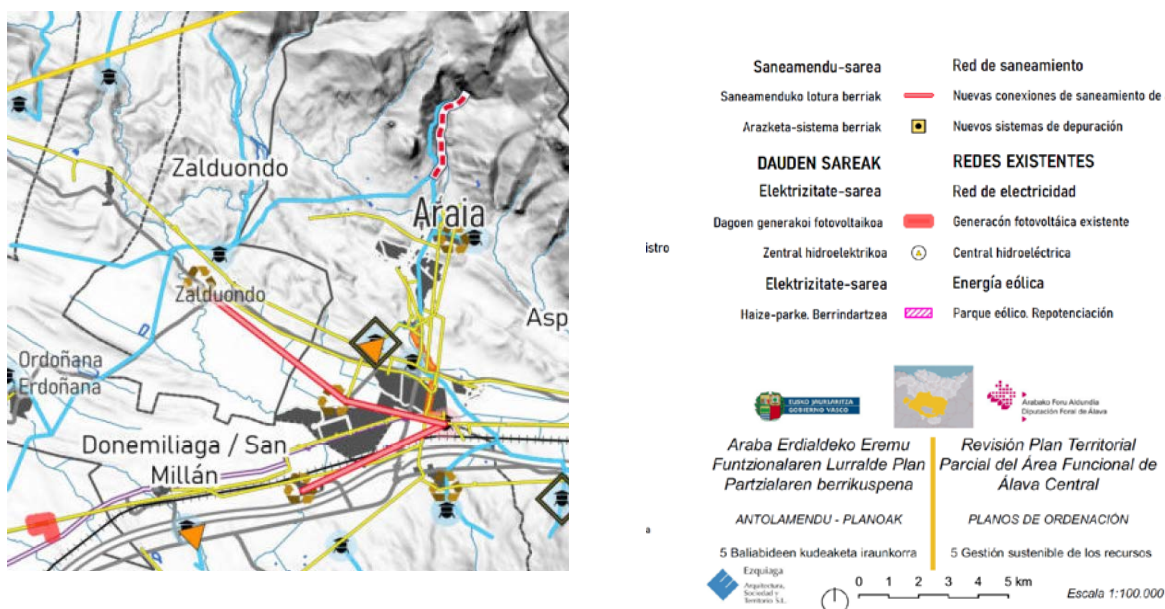 Zalduondo
Araia
Zalduondo
Asp
Ordoñana
Erdoñana
Donemiliaga / San
Millán
Saneamendu-sarea Red de saneamiento
Saneamenduko lotura berriak Nuevas conexiones de saneamiento de
Arazketa-sistema berriak Nuevos sistemas de depuración
DAUDEN SAREAK REDES EXISTENTES
Elektrizitate-sarea Red de electricidad
Dagoen generakoi fotovoltaikoa Generacón fotovoltáica existente
istro
Zentral hidroelektrikoa Central hidroeléctrica
Elektrizitate-sarea Energía eólica
Haize-parke. Berrindartzea Parque eólico. Repotenciación
EUSKO JAURLARITZA
GOBIERNO VASCO
Arabako Foru Aldundia
Diputación Foral de Álava
Araba Erdialdeko Eremu
Funtzionalaren Lurralde Plan
Partzialaren berrikuspena
Revisión Plan Territorial
Parcial del Área Funcional de
Álava Central
ANTOLAMENDU - PLANOAK
PLANOS DE ORDENACIÓN
a
5 Baliabideen kudeaketa iraunkorra
5 Gestión sustenible de los recursos
Ezquiaga
Arquitectura,
Sociedad y
Territorio S.L.
0 1 2 3 4 5 km
Escala 1:100.000